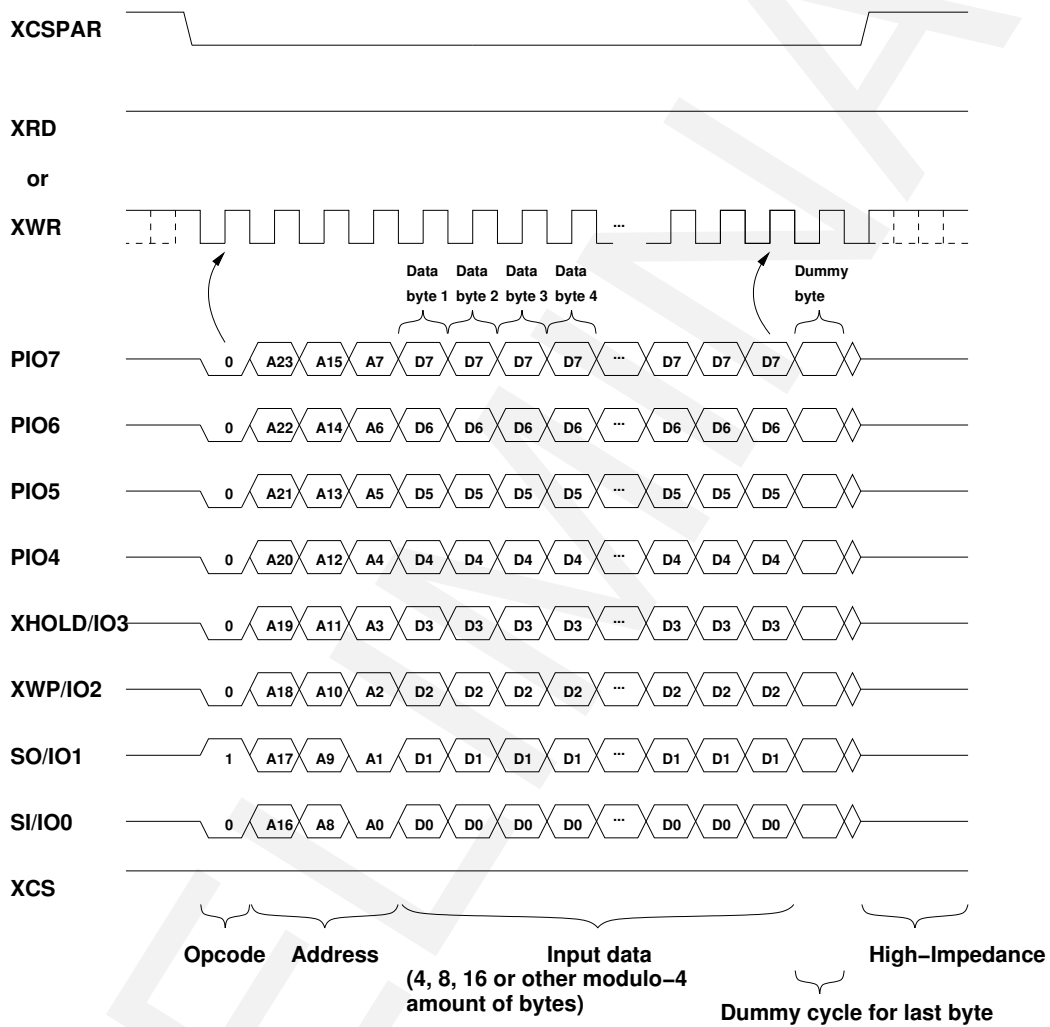 XCSPAR
XRD
or
XWR
...
Data Data Data Data Dummy
byte 1 byte 2 byte 3 byte 4 byte
PIO7 0 A23 A15 A7 D7 D7 D7 D7 ... D7 D7 D7
PIO6 0 A22 A14 A6 D6 D6 D6 D6 ... D6 D6 D6
PIO5 0 A21 A13 A5 D5 D5 D5 D5 ... D5 D5 D5
PIO4 0 A20 A12 A4 D4 D4 D4 D4 ... D4 D4 D4
XHOLD/IO3 0 A19 A11 A3 D3 D3 D3 D3 ... D3 D3 D3
XWP/IO2 0 A18 A10 A2 D2 D2 D2 D2 ... D2 D2 D2
SO/IO1 1 A17 A9 A1 D1 D1 D1 D1 ... D1 D1 D1
SI/IO0 0 A16 A8 A0 D0 D0 D0 D0 ... D0 D0 D0
XCS
Opcode Address Input data High−Impedance
(4, 8, 16 or other modulo−4
amount of bytes)
Dummy cycle for last byte